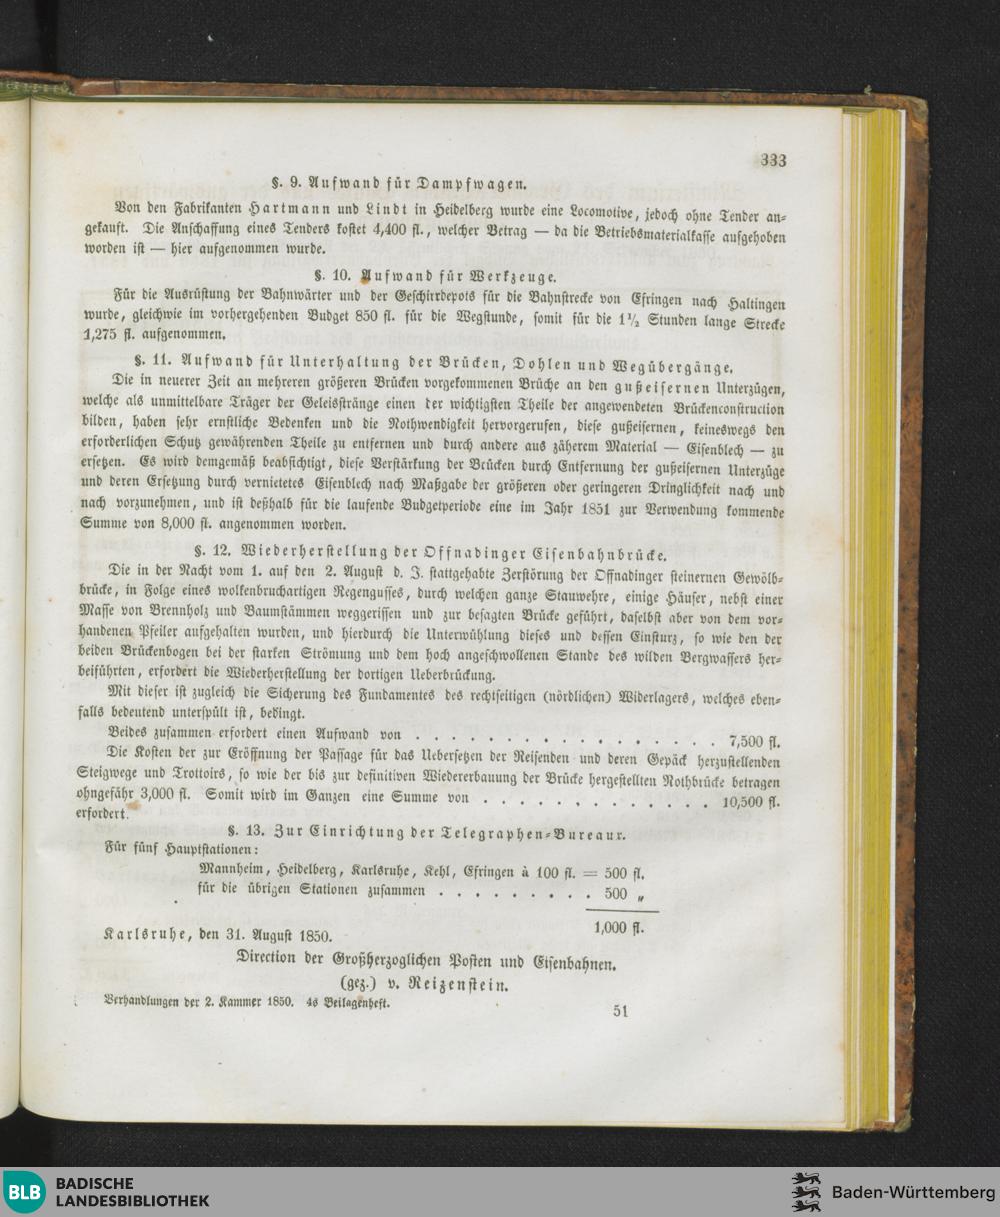 333
§. 9. Aufwand für Dampfwagen.
Von den Fabrikanten Hartmann und Lindt in Heidelberg wurde eine Locomotive, jedoch ohne Tender an-
gekauft. Die Anschaffung eines Tenders kostet 4,400 fl., welcher Betrag — da die Betriebsmaterialkasse aufgehoben
worden ist — hier aufgenommen wurde.
§. 10. Aufwand für Werkzeuge.
Für die Ausrüstung der Bahnwärter und der Geschirrdepots für die Bahnstrecke von Efringen nach Haltingen
wurde, gleichwie im vorhergehenden Budget 850 fl. für die Wegstunde, somit für die 1½ Stunden lange Strecke
1,275 fl. aufgenommen.
§. 11. Aufwand für Unterhaltung der Brücken, Dohlen und Wegübergänge.
Die in neuerer Zeit an mehreren größeren Brücken vorgekommenen Brüche an den gußeisernen Unterzügen,
welche als unmittelbare Träger der Geleisstränge einen der wichtigsten Theile der angewendeten Brückenconstruction
bilden, haben sehr ernstliche Bedenken und die Nothwendigkeit hervorgerufen, diese gußeisernen, keineswegs den
erforderlichen Schutz gewährenden Theile zu entfernen und durch andere aus zäherem Material — Eisenblech — zu
ersetzen. Es wird demgemäß beabsichtigt, diese Verstärkung der Brücken durch Entfernung der gußeisernen Unterzüge
und deren Ersetzung durch vernietetes Eisenblech nach Maßgabe der größeren oder geringeren Dringlichkeit nach und
nach vorzunehmen, und ist deßhalb für die laufende Budgetperiode eine im Jahr 1851 zur Verwendung kommende
Summe von 8,000 fl. angenommen worden.
§. 12. Wiederherstellung der Offnadinger Eisenbahnbrücke.
Die in der Nacht vom 1. auf den 2. August d. J. stattgehabte Zerstörung der Offnadinger steinernen Gewölb-
brücke, in Folge eines wolkenbruchartigen Regengusses, durch welchen ganze Stauwehre, einige Häuser, nebst einer
Masse von Brennholz und Baumstämmen weggerissen und zur besagten Brücke geführt, daselbst aber von dem vor-
handenen Pfeiler aufgehalten wurden, und hierdurch die Unterwühlung dieses und dessen Einsturz, so wie den der
beiden Brückenbogen bei der starken Strömung und dem hoch angeschwollenen Stande des wilden Bergwassers her-
beiführten, erfordert die Wiederherstellung der dortigen Ueberbrückung.
Mit dieser ist zugleich die Sicherung des Fundamentes des rechtseitigen (nördlichen) Widerlagers, welches eben-
falls bedeutend unterspült ist, bedingt.
Beides zusammen erfordert einen Aufwand von . . . . . . . . . . . . . . . . . 7,500 fl.
Die Kosten der zur Eröffnung der Passage für das Uebersetzen der Reisenden und deren Gepäck herzustellenden
Steigwege und Trottoirs, so wie der bis zur definitiven Wiedererbauung der Brücke hergestellten Nothbrücke betragen
ohngefähr 3,000 fl. Somit wird im Ganzen eine Summe von . . . . . . . . . . . . . 10,500 fl.
erfordert.
§. 13. Zur Einrichtung der Telegraphen-Bureaux.
Für fünf Hauptstationen:
Mannheim, Heidelberg, Karlsruhe, Kehl, Efringen à 100 fl. = 500 fl.
für die übrigen Stationen zusammen . . . . . . . . . 500 „
1,000 fl.
Karlsruhe, den 31. August 1850.
Direction der Großherzoglichen Posten und Eisenbahnen.
(gez.) v. Reizenstein.
Verhandlungen der 2. Kammer 1850. 4s Beilagenheft.
51
BLB BADISCHE
LANDESBIBLIOTHEK
Baden-Württemberg